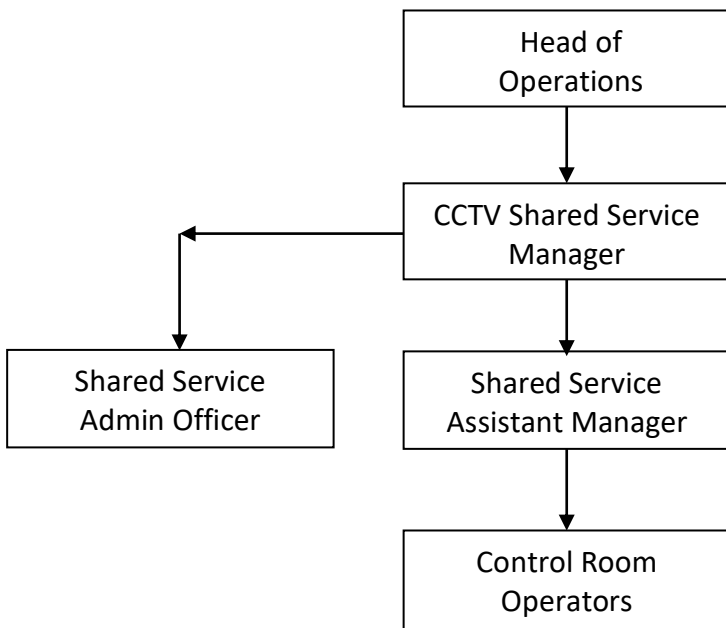 Head of
Operations
CCTV Shared Service
Manager
Shared Service
Admin Officer
Shared Service
Assistant Manager
Control Room
Operators